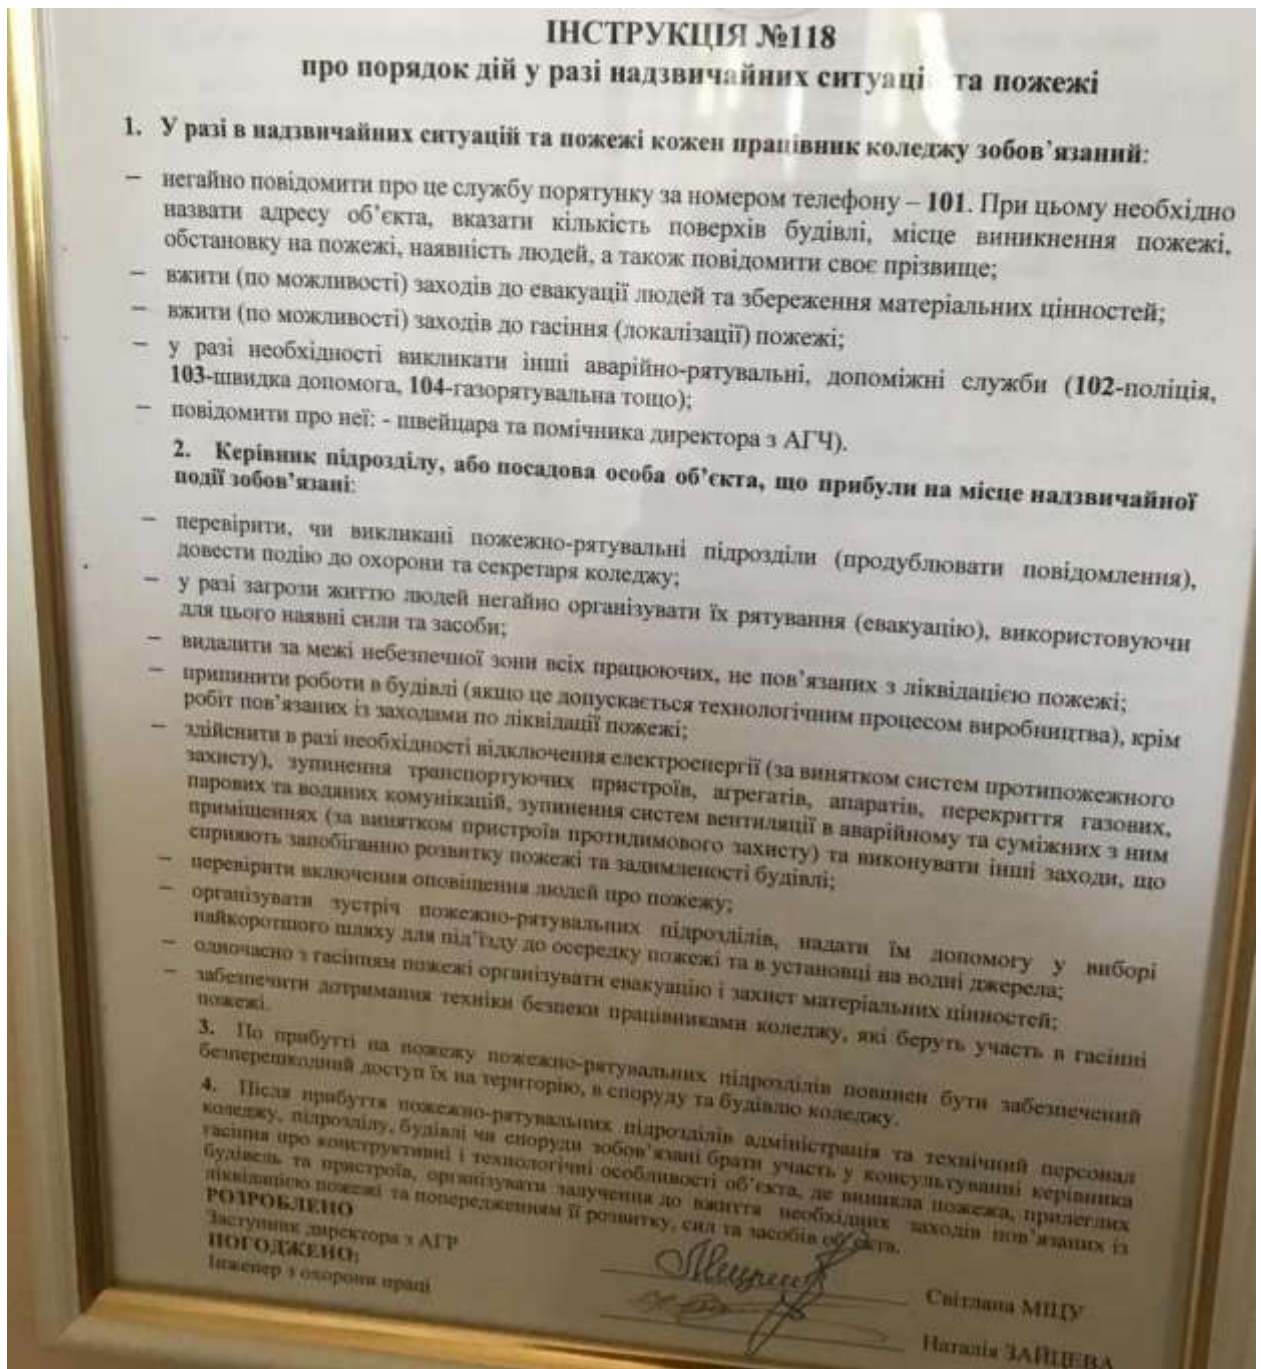 ІНСТРУКЦІЯ №118
про порядок дій у разі надзвичайних ситуаці та пожежі
1. У разі в надзвичайних ситуацій та пожежі кожен працівник коледжу зобов’язаний:
– негайно повідомити про це службу порятунку за номером телефону – 101. При цьому необхідно
назвати адресу об’єкта, вказати кількість поверхів будівлі, місце виникнення пожежі,
обстановку на пожежі, наявність людей, а також повідомити своє прізвище;
– вжити (по можливості) заходів до евакуації людей та збереження матеріальних цінностей;
– вжити (по можливості) заходів до гасіння (локалізації) пожежі;
– у разі необхідності викликати інші аварійно-рятувальні, допоміжні служби (102-поліція,
103-швидка допомога, 104-газорятувальна тощо);
– повідомити про неї: - швейцара та помічника директора з АГЧ).
2. Керівник підрозділу, або посадова особа об’єкта, що прибули на місце надзвичайної
події зобов’язані:
– перевірити, чи викликані пожежно-рятувальні підрозділи (продублювати повідомлення),
довести подію до охорони та секретаря коледжу;
– у разі загрози життю людей негайно організувати їх рятування (евакуацію), використовуючи
для цього наявні сили та засоби;
– видалити за межі небезпечної зони всіх працюючих, не пов’язаних з ліквідацією пожежі;
– припинити роботи в будівлі (якщо це допускається технологічним процесом виробництва), крім
робіт пов’язаних із заходами по ліквідації пожежі;
– здійснити в разі необхідності відключення електроенергії (за винятком систем протипожежного
захисту), зупинення транспортуючих пристроїв, агрегатів, апаратів, перекриття газових,
парових та водяних комунікацій, зупинення систем вентиляції в аварійному та суміжних з ним
приміщеннях (за винятком пристроїв протидимового захисту) та виконувати інші заходи, що
сприяють запобіганню розвитку пожежі та задимленості будівлі;
– перевірити включення оповіщення людей про пожежу;
– організувати зустріч пожежно-рятувальних підрозділів, надати їм допомогу у виборі
найкоротшого шляху для під’їзду до осередку пожежі та в установці на водні джерела;
– одночасно з гасінням пожежі організувати евакуацію і захист матеріальних цінностей;
– забезпечити дотримання техніки безпеки працівниками коледжу, які беруть участь в гасінні
пожежі.
3. По прибутті на пожежу пожежно-рятувальних підрозділів повинен бути забезпечений
безперешкодний доступ їх на територію, в споруду та будівлю коледжу.
4. Після прибуття пожежно-рятувальних підрозділів адміністрація та технічний персонал
коледжу, підрозділу, будівлі чи споруди зобов’язані брати участь у консультуванні керівника
гасіння про конструктивні і технологічні особливості об’єкта, де виникла пожежа, прилеглих
будівель та пристроїв, організувати залучення до вжиття необхідних заходів пов’язаних із
ліквідацією пожежі та попередженням її розвитку, сил та засобів об’єкта.
РОЗРОБЛЕНО
Заступник директора з АГР
Світлана МІЦУ
ПОГОДЖЕНО:
Інженер з охорони праці
Наталія ЗАЙЦЕВА